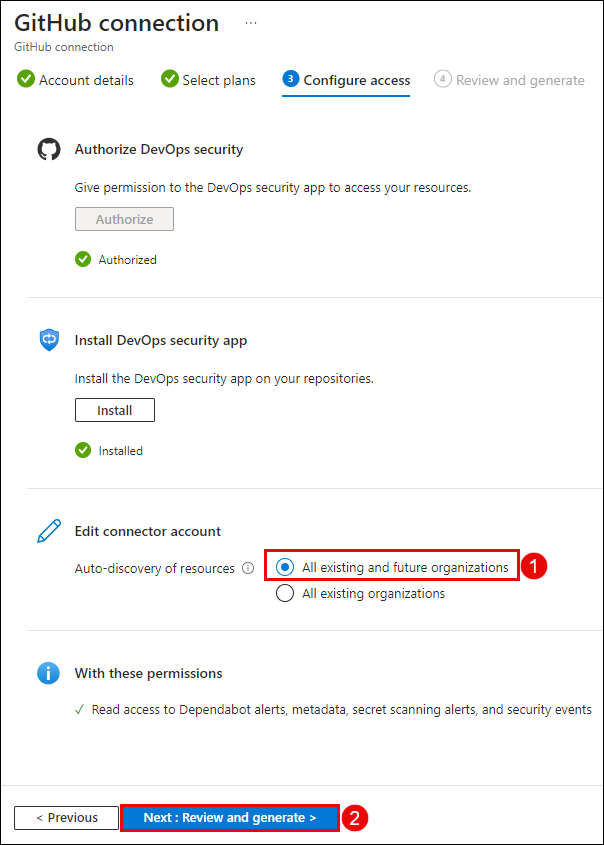 GitHub connection ...
GitHub connection
Account details Select plans 3 Configure access 4 Review and generate
Authorize DevOps security
Give permission to the DevOps security app to access your resources.
Authorize
Authorized
Install DevOps security app
Install the DevOps security app on your repositories.
Install
Installed
Edit connector account
Auto-discovery of resources i All existing and future organizations 1
All existing organizations
i With these permissions
✓ Read access to Dependabot alerts, metadata, secret scanning alerts, and security events
< Previous Next : Review and generate > 2